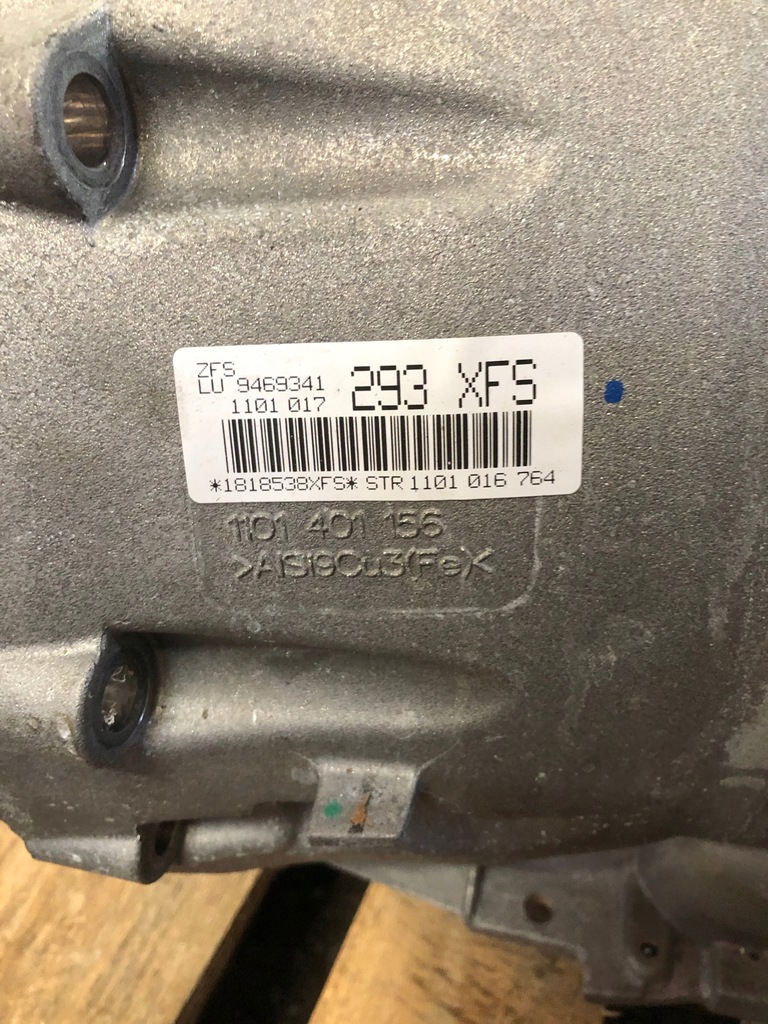 ZFS
LU 9469341
1101 017
293 XFS
*1818538XFS* STR 1101 016 764
1101 401 156
>AlSi9Cu3(Fe)<